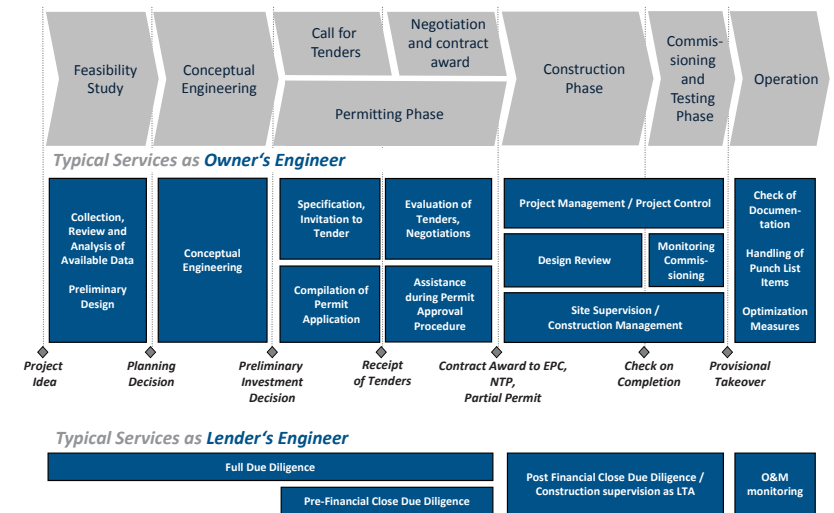 Feasibility
Study
Conceptual
Engineering
Call for
Tenders
Negotiation
and contract
award
Permitting Phase
Construction
Phase
Commis-
sioning
and
Testing
Phase
Operation
Typical Services as Owner's Engineer
Collection,
Review and
Analysis of
Available Data
Preliminary
Design
Conceptual
Engineering
Specification,
Invitation to
Tender
Compilation of
Permit
Application
Evaluation of
Tenders,
Negotiations
Assistance
during Permit
Approval
Procedure
Project Management / Project Control
Design Review
Monitoring
Commis-
sioning
Site Supervision /
Construction Management
Check of
Documen-
tation
Handling of
Punch List
Items
Optimization
Measures
Project
Idea
Planning
Decision
Preliminary
Investment
Decision
Receipt
of Tenders
Contract Award to EPC,
NTP,
Partial Permit
Check on
Completion
Provisional
Takeover
Typical Services as Lender's Engineer
Full Due Diligence
Pre-Financial Close Due Diligence
Post Financial Close Due Diligence /
Construction supervision as LTA
O&M
monitoring